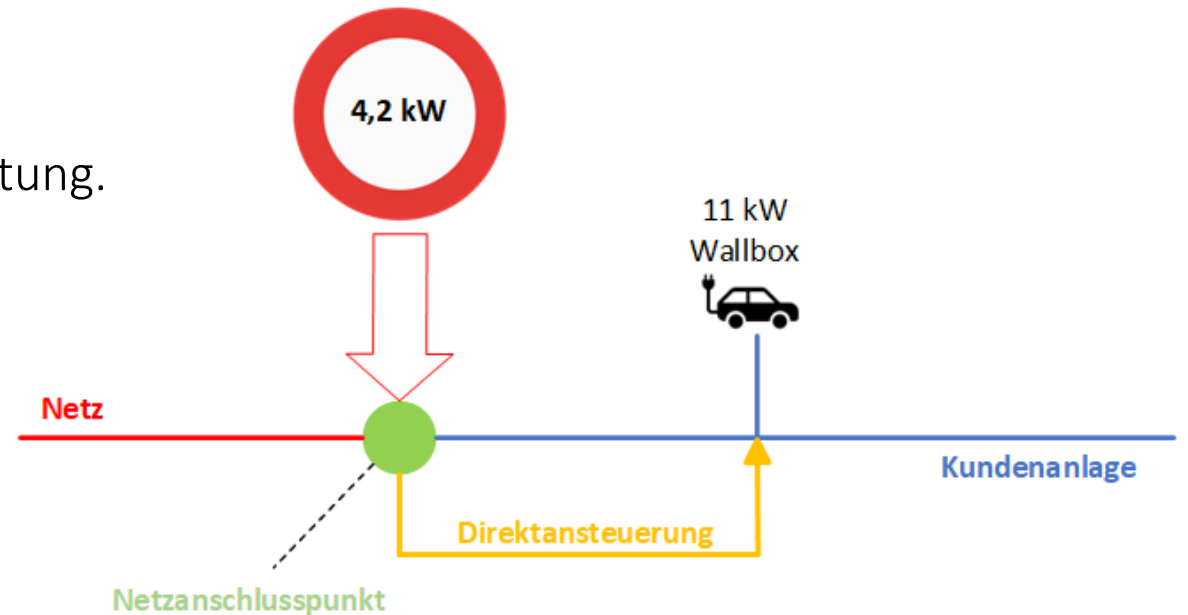 4,2 kW
tung.
11 kW
Wallbox
Netz
Kundenanlage
Direktansteuerung
Netzanschlusspunkt